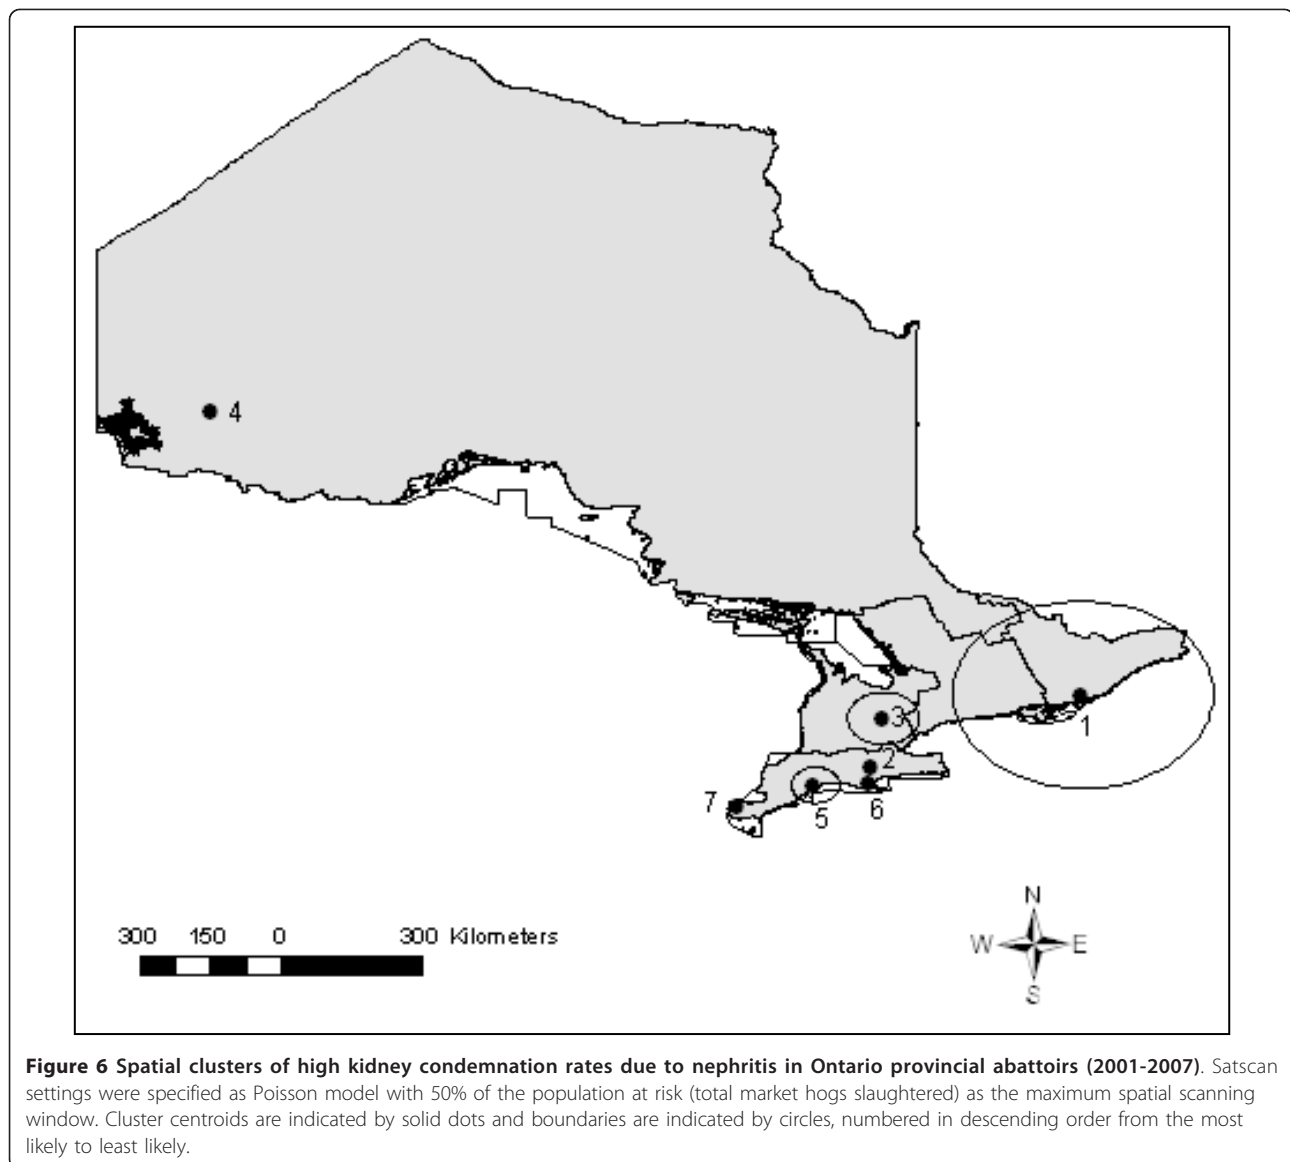 4
3
1
2
7
5
6
N
W E
S
300 150 0 300 Kilometers
Figure 6 Spatial clusters of high kidney condemnation rates due to nephritis in Ontario provincial abattoirs (2001-2007). Satscan
settings were specified as Poisson model with 50% of the population at risk (total market hogs slaughtered) as the maximum spatial scanning
window. Cluster centroids are indicated by solid dots and boundaries are indicated by circles, numbered in descending order from the most
likely to least likely.